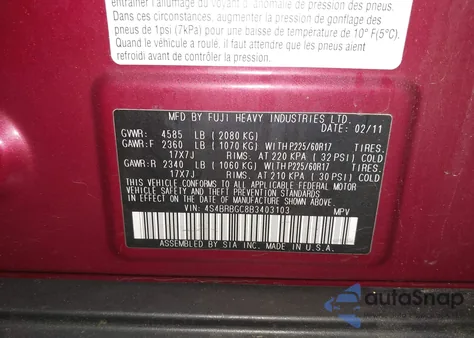 entraîner l'allumage du voyant d'anomalie de pression des pneus.
Dans ces circonstances, augmenter la pression de gonflage
des pneus de 1psi (7kPa) pour une baisse de température de 10° F(5°C).
Quand le véhicule a roulé, il faut attendre que les pneus aient
refroidi avant de contrôler la pression.
MFD BY FUJI HEAVY INDUSTRIES LTD.
DATE: 02/11
GVWR: 4585 LB (2080 KG)
GAWR:F 2360 LB (1070 KG) WITH P225/60R17 TIRES.
17X7J RIMS. AT 220 KPA (32 PSI) COLD
GAWR:R 2340 LB (1060 KG) WITH P225/60R17 TIRES.
17X7J RIMS. AT 210 KPA (30 PSI) COLD
THIS VEHICLE CONFORMS TO ALL APPLICABLE FEDERAL MOTOR
VEHICLE SAFETY, BUMPER, AND THEFT PREVENTION STANDARDS
IN EFFECT ON THE DATE OF MANUFACTURE SHOWN ABOVE.
VIN: 4S4BRBGC8B3403103 MPV
ASSEMBLED BY SIA INC. MADE IN U.S.A.
autoSnap